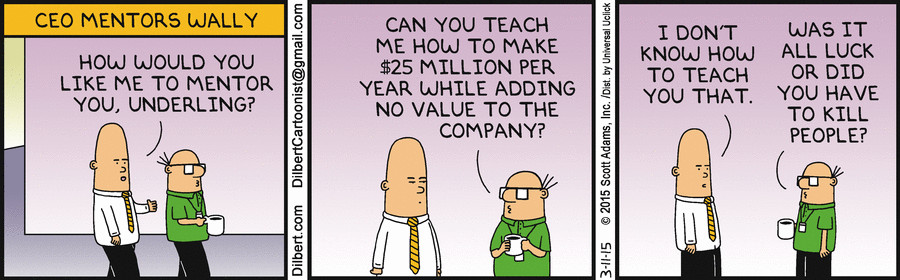 CEO MENTORS WALLY
HOW WOULD YOU
LIKE ME TO MENTOR
YOU, UNDERLING?
Dilbert.com DilbertCartoonist@gmail.com
CAN YOU TEACH
ME HOW TO MAKE
$25 MILLION PER
YEAR WHILE ADDING
NO VALUE TO THE
COMPANY?
3-11-15 © 2015 Scott Adams, Inc. /Dist. by Universal Uclick
I DON'T
KNOW HOW
TO TEACH
YOU THAT.
WAS IT
ALL LUCK
OR DID
YOU HAVE
TO KILL
PEOPLE?